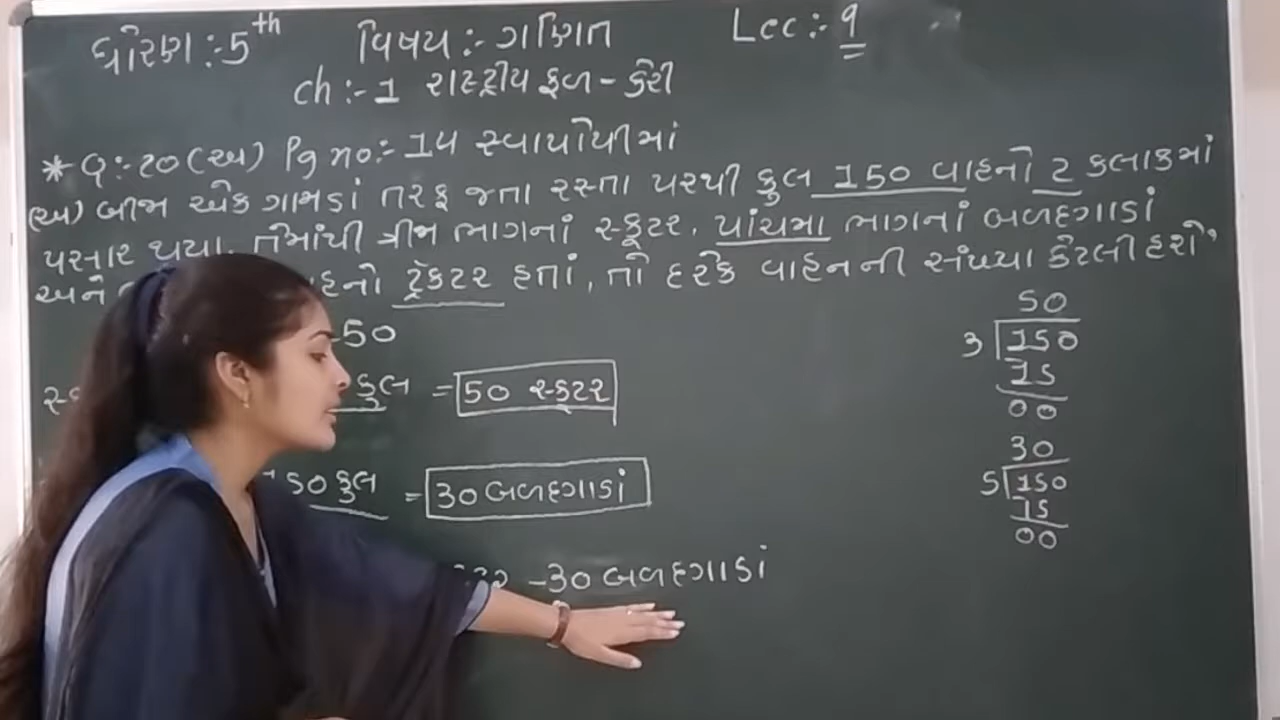 ધોરણ:-5th વિષય:- ગણિત Lec:- 9
ch:-1 રાષ્ટ્રીય ફળ - કેરી
* Q:-20 (અ) Pg no:- 14 સ્વાધ્યાયપોથીમાં
(અ) બીજા એક ગામડાં તરફ જતા રસ્તા પરથી કુલ 150 વાહનો 2 કલાકમાં
પસાર થયા. તેમાંથી ત્રીજા ભાગનાં સ્કૂટર, પાંચમા ભાગનાં બળદગાડાં
અને ટ્રેક્ટર હતાં, તો દરેક વાહનની સંખ્યા કેટલી હશે?
50
કુલ = 50 સ્કૂટર
150 કુલ = 30 બળદગાડાં
- 30 બળદગાડાં
50
3 150
15
00
30
5 150
15
00